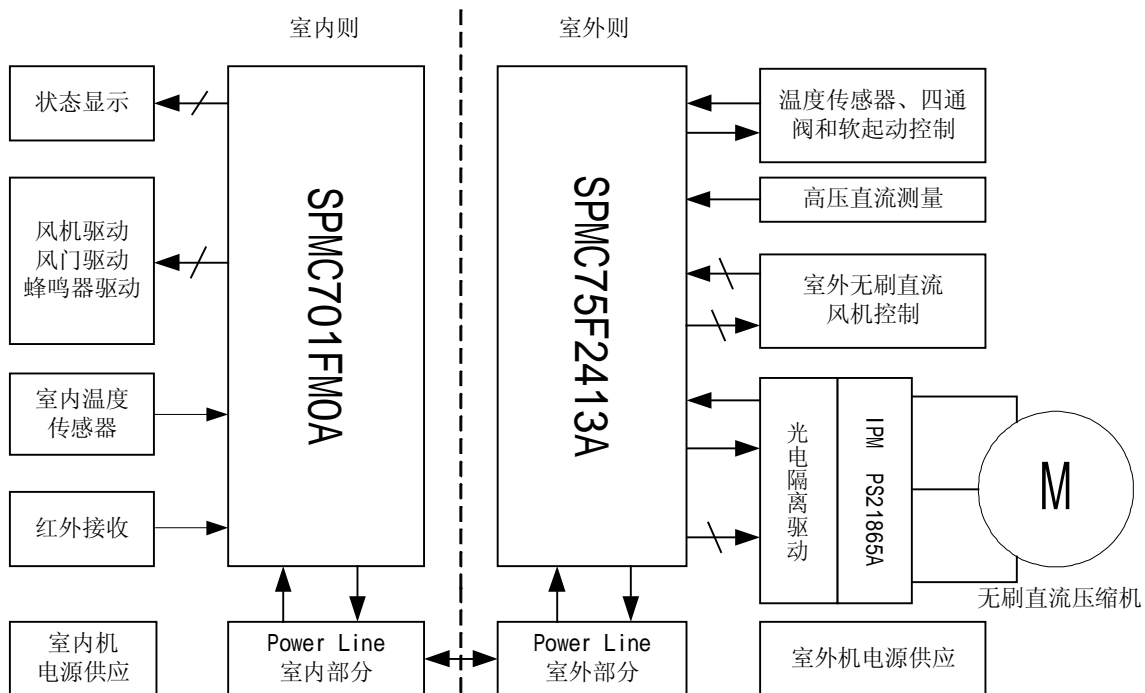 室内则
室外则
状态显示
风机驱动
风门驱动
蜂鸣器驱动
室内温度
传感器
红外接收
室内机
电源供应
SPMC701FM0A
Power Line
室内部分
SPMC75F2413A
Power Line
室外部分
温度传感器、四通
阀和软起动控制
高压直流测量
室外无刷直流
风机控制
光电隔离驱动
IPM PS21865A
M
无刷直流压缩机
室外机电源供应